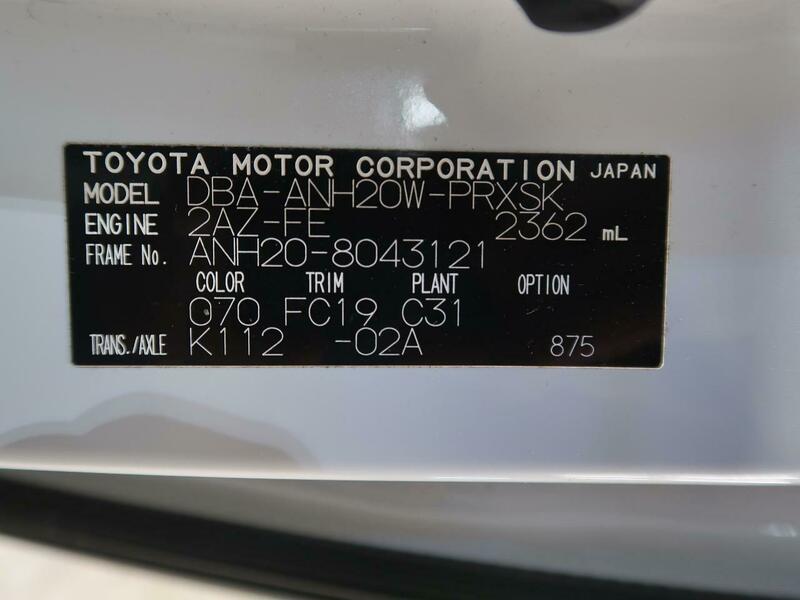 TOYOTA MOTOR CORPORATION JAPAN
MODEL DBA-ANH20W-PRXSK
ENGINE 2AZ-FE 2362 mL
FRAME No. ANH20-8043121
COLOR TRIM PLANT OPTION
070 FC19 C31
TRANS./AXLE K112 -02A 875